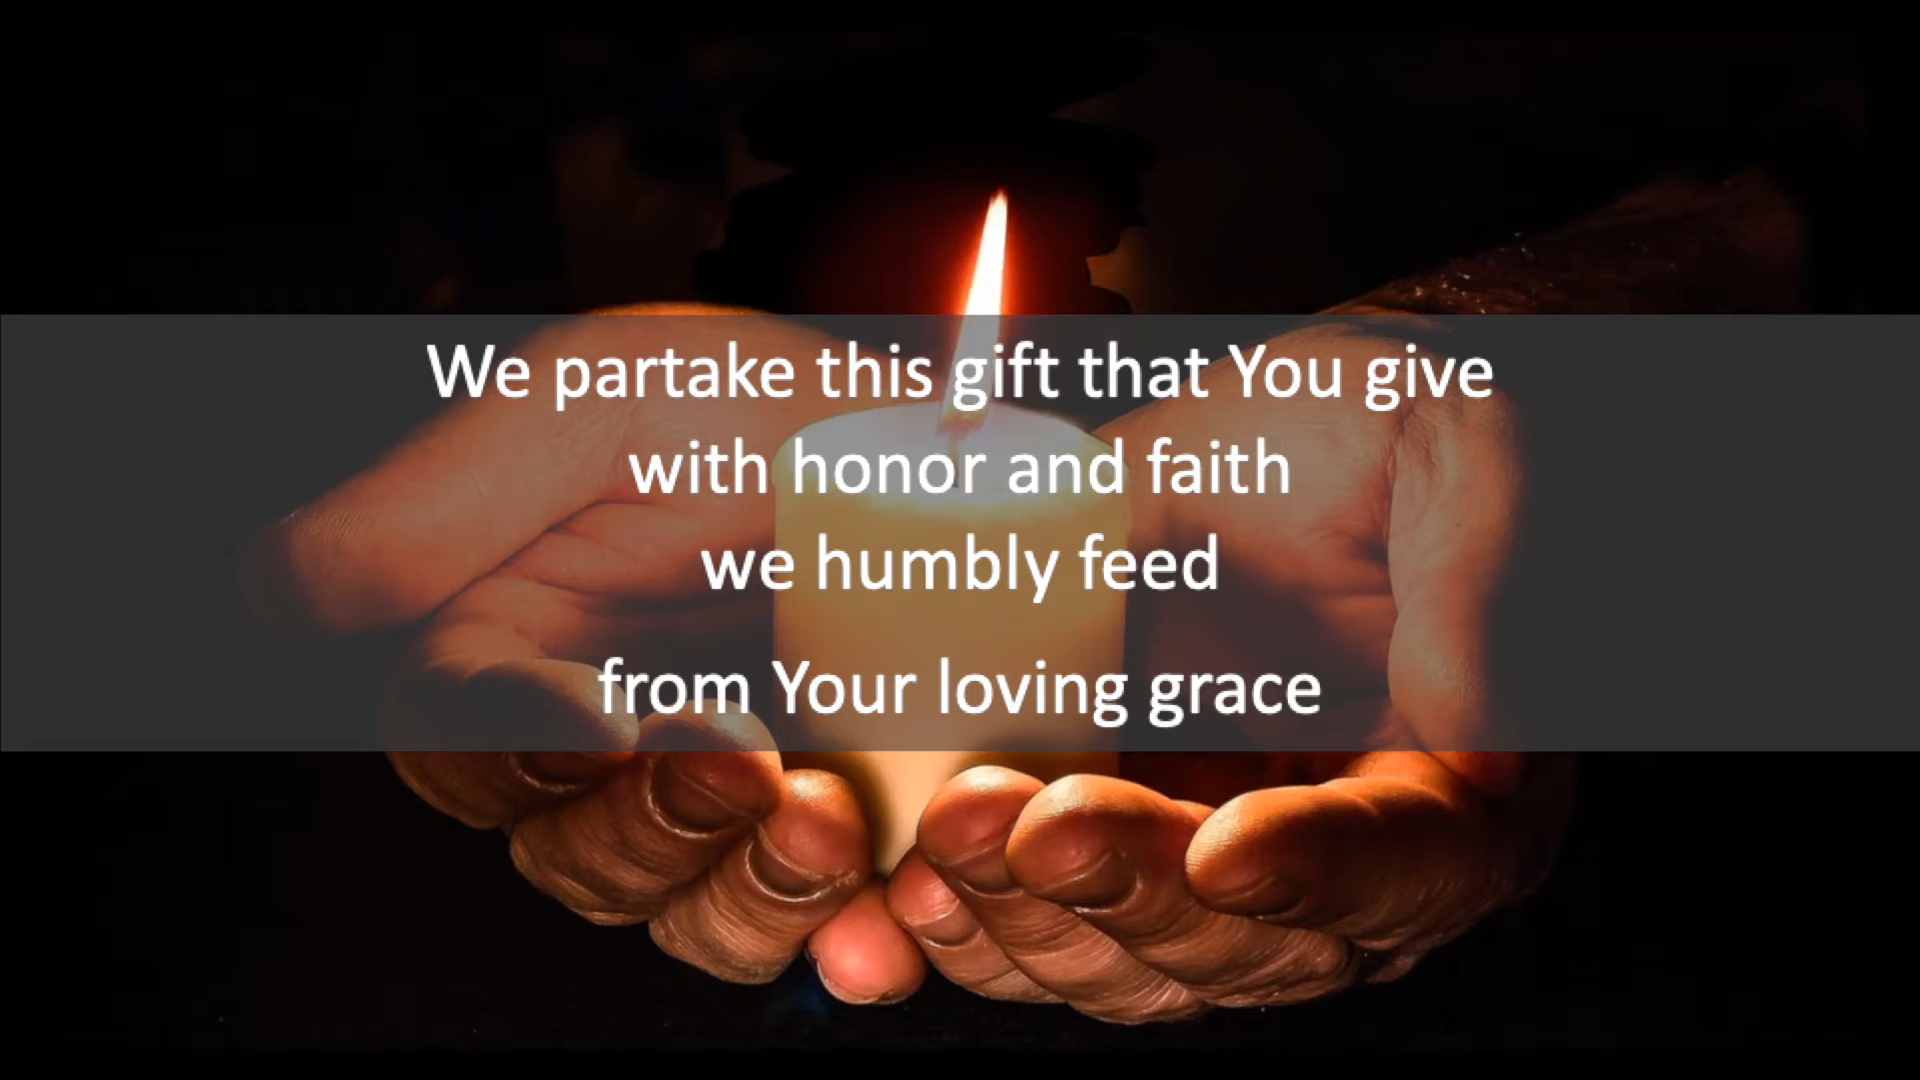 We partake this gift that You give
with honor and faith
we humbly feed
from Your loving grace